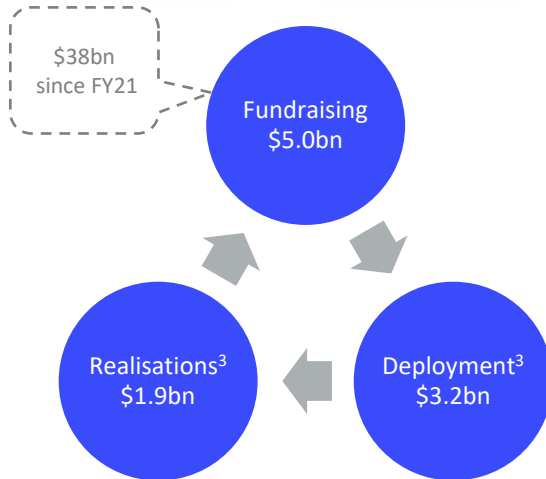 $38bn
since FY21
Fundraising
$5.0bn
Realisations³
$1.9bn
Deployment³
$3.2bn